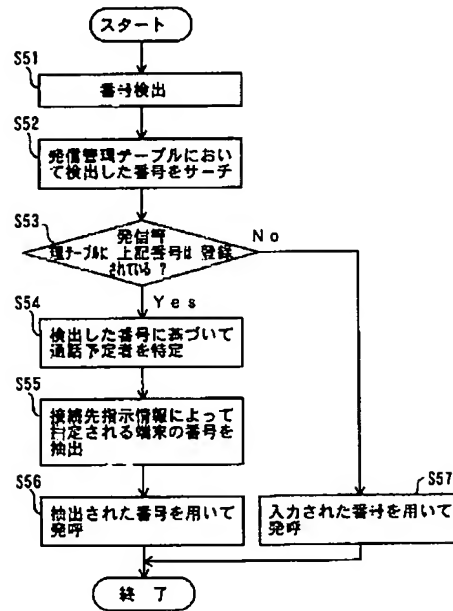 スタート
S51
番号検出
S52
発信管理テーブルにおい
て検出した番号をサーチ
S53
発信管
理テーブルに 上記番号は 登録
されている ?
No
Yes
S54
検出した番号に基づいて
通話予定者を特定
S55
接続先指示情報によって
指定される端末の番号を
抽出
S56
抽出された番号を用いて
発呼
S57
入力された番号を用いて
発呼
終 了